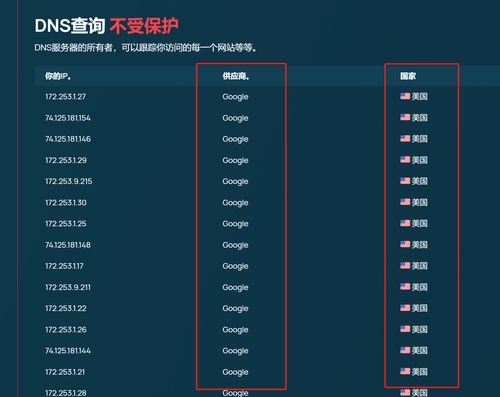 DNS查询 不受保护
DNS服务器的所有者，可以跟踪你访问的每一个网站等等。
你的IP。 供应商。 国家
172.253.1.27 Google 美国
74.125.181.154 Google 美国
74.125.181.146 Google 美国
172.253.1.29 Google 美国
172.253.9.215 Google 美国
172.253.1.30 Google 美国
172.253.1.25 Google 美国
74.125.181.148 Google 美国
172.253.1.17 Google 美国
172.253.9.211 Google 美国
172.253.1.22 Google 美国
172.253.1.26 Google 美国
74.125.181.144 Google 美国
172.253.1.21 Google 美国
172.253.1.28 Google 美国